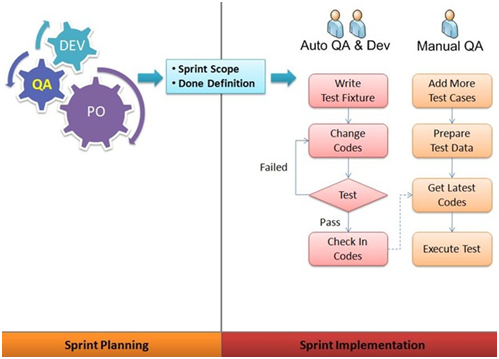 DEV
QA
PO
• Sprint Scope
• Done Definition
Auto QA & Dev
Write
Test Fixture
Change
Codes
Failed
Test
Pass
Check In
Codes
Manual QA
Add More
Test Cases
Prepare
Test Data
Get Latest
Codes
Execute Test
Sprint Planning
Sprint Implementation